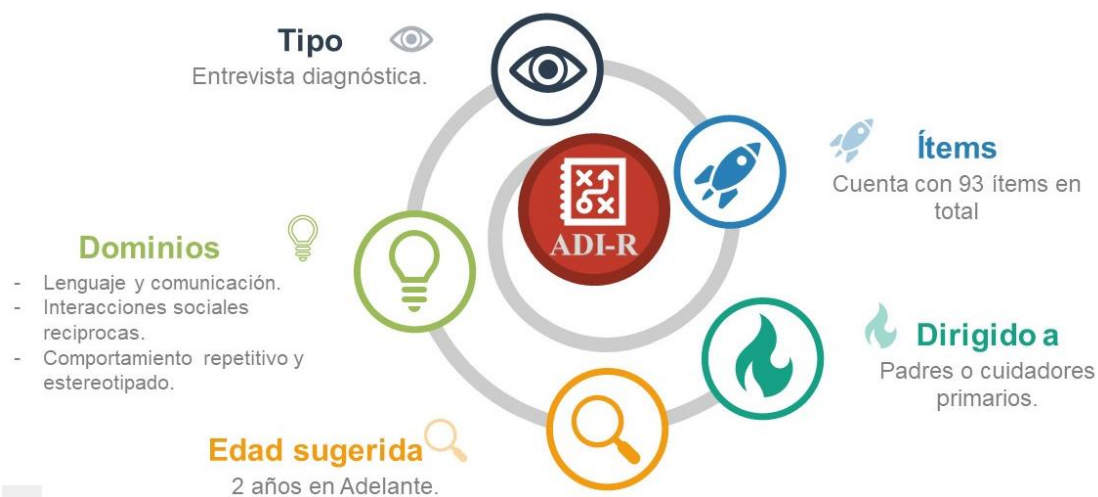 Tipo
Entrevista diagnóstica.
ADI-R
Ítems
Cuenta con 93 ítems en
total
Dominios
- Lenguaje y comunicación.
- Interacciones sociales
reciprocas.
- Comportamiento repetitivo y
estereotipado.
Dirigido a
Padres o cuidadores
primarios.
Edad sugerida
2 años en Adelante.